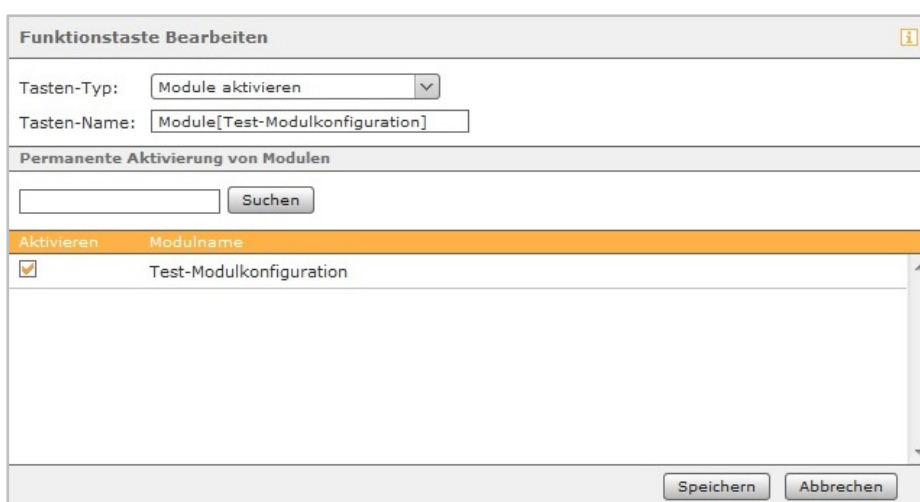 Funktionstaste Bearbeiten
Tasten-Typ: Module aktivieren
Tasten-Name: Module[Test-Modulkonfiguration]
Permanente Aktivierung von Modulen
Suchen
Aktivieren Modulname
Test-Modulkonfiguration
Speichern Abbrechen